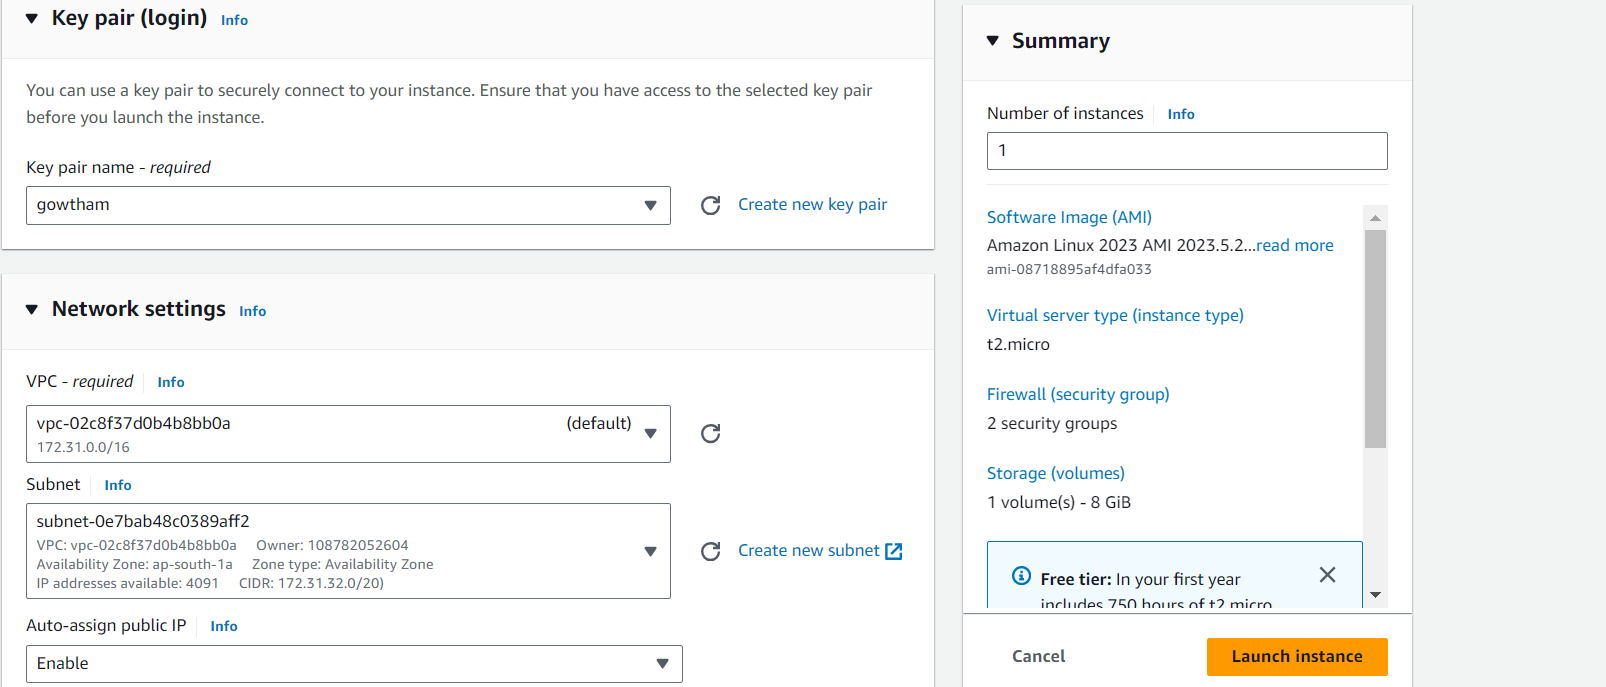 Key pair (login) Info
You can use a key pair to securely connect to your instance. Ensure that you have access to the selected key pair
before you launch the instance.
Key pair name - required
gowtham
Create new key pair
Network settings Info
VPC - required Info
vpc-02c8f37d0b4b8bb0a (default)
172.31.0.0/16
Subnet Info
subnet-0e7bab48c0389aff2
VPC: vpc-02c8f37d0b4b8bb0a Owner: 108782052604
Availability Zone: ap-south-1a Zone type: Availability Zone
IP addresses available: 4091 CIDR: 172.31.32.0/20)
Create new subnet
Auto-assign public IP Info
Enable
Summary
Number of instances Info
1
Software Image (AMI)
Amazon Linux 2023 AMI 2023.5.2...read more
ami-08718895af4dfa033
Virtual server type (instance type)
t2.micro
Firewall (security group)
2 security groups
Storage (volumes)
1 volume(s) - 8 GiB
Free tier: In your first year
includes 750 hours of t2.micro
Cancel
Launch instance